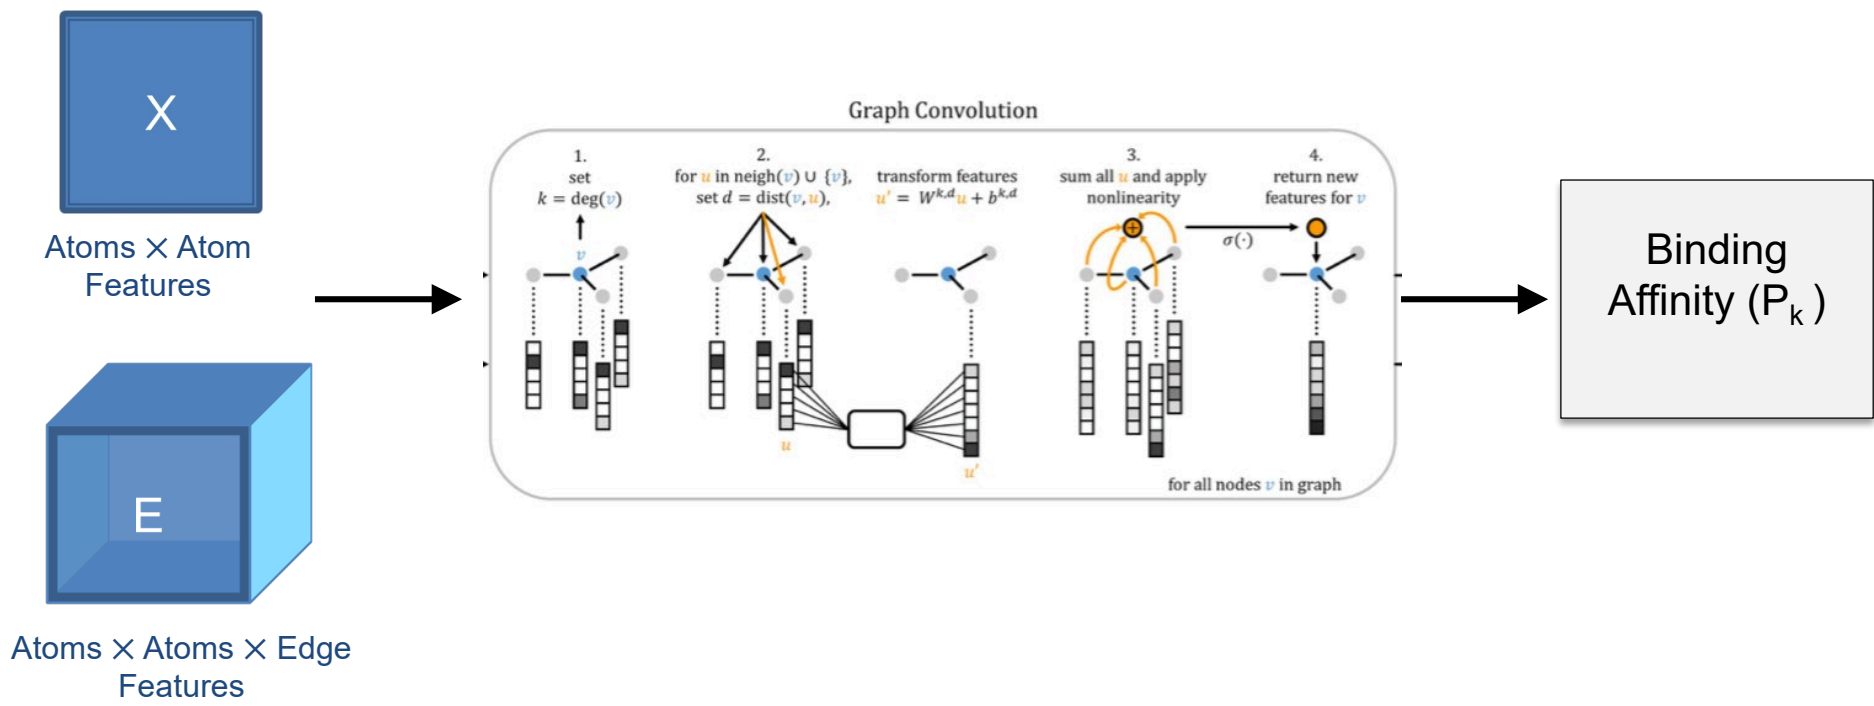 X
Atoms × Atom
Features
E
Atoms × Atoms × Edge
Features
Graph Convolution
1.
set
k = deg(v)
v
2.
for u in neigh(v) ∪ {v},
set d = dist(v,u),
u
transform features
u' = W^{k,d}u + b^{k,d}
u'
3.
sum all u and apply
nonlinearity
+
σ(·)
4.
return new
features for v
for all nodes v in graph
Binding
Affinity (P_k )